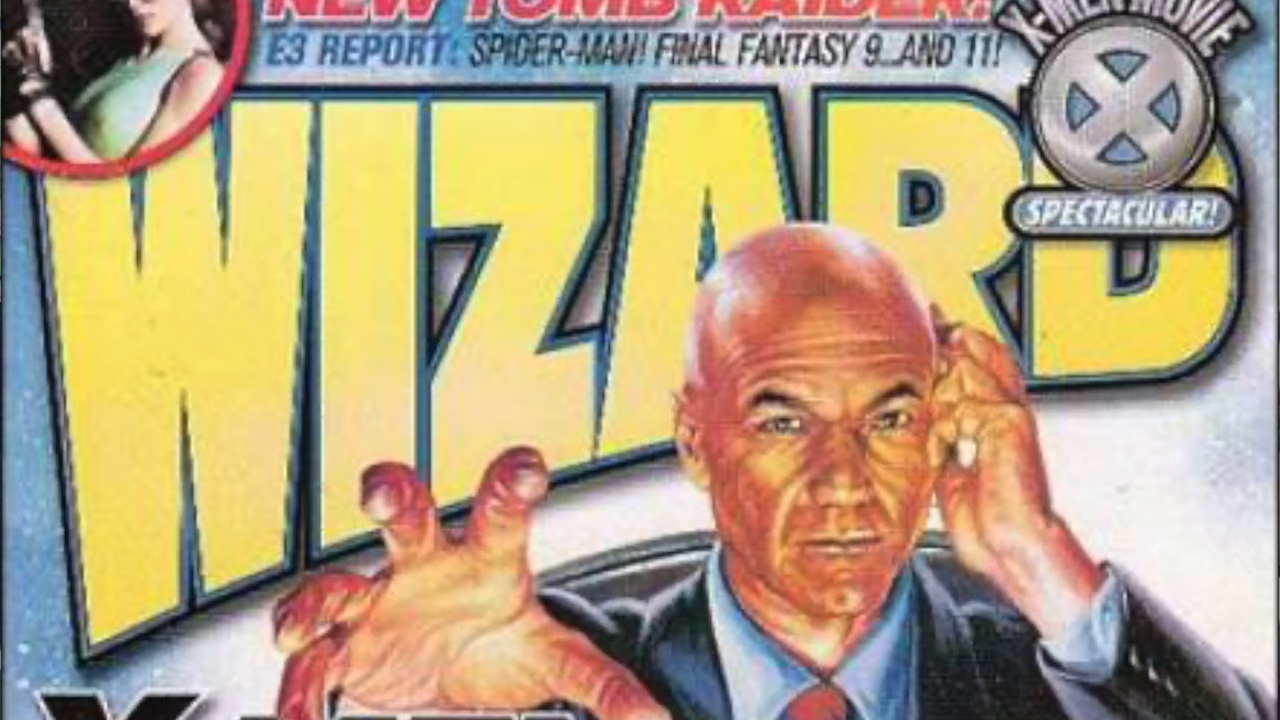 NEW TOMB RAIDER!
E3 REPORT: SPIDER-MAN! FINAL FANTASY 9...AND 11!
X-MEN MOVIE
SPECTACULAR!
WIZARD